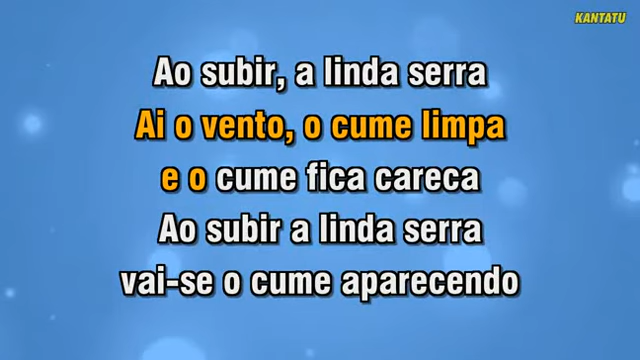 KANTATU
Ao subir, a linda serra
Ai o vento, o cume limpa
e o cume fica careca
Ao subir a linda serra
vai-se o cume aparecendo